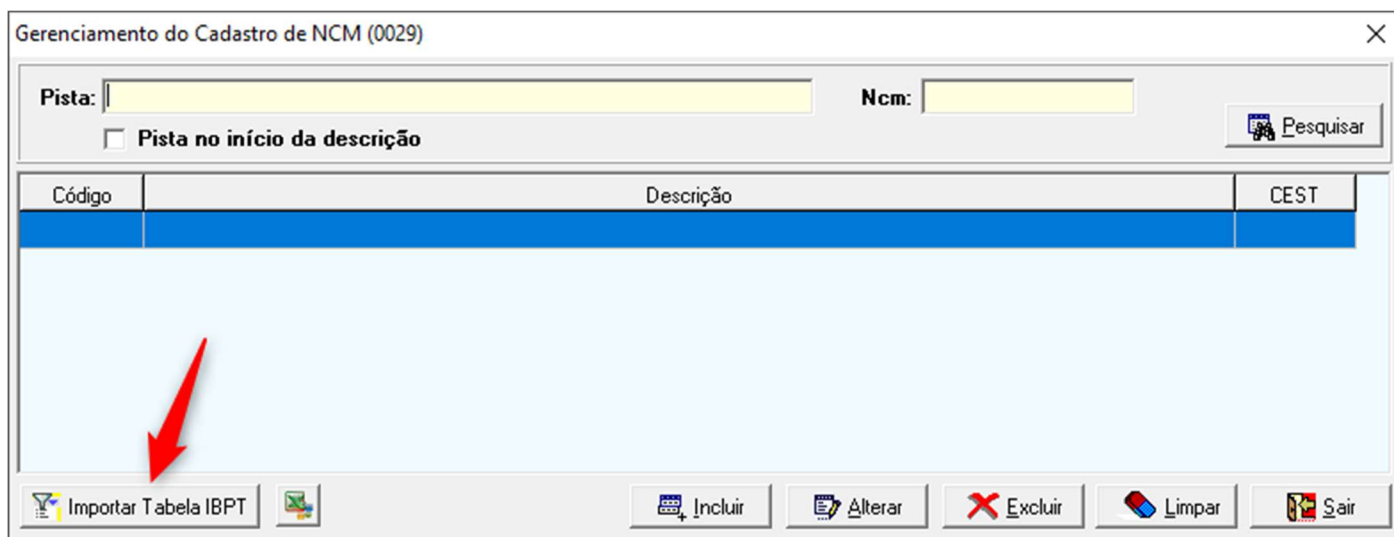 Gerenciamento do Cadastro de NCM (0029)
Pista: Ncm:
Pista no início da descrição Pesquisar
Código Descrição CEST
Importar Tabela IBPT Incluir Alterar Excluir Limpar Sair